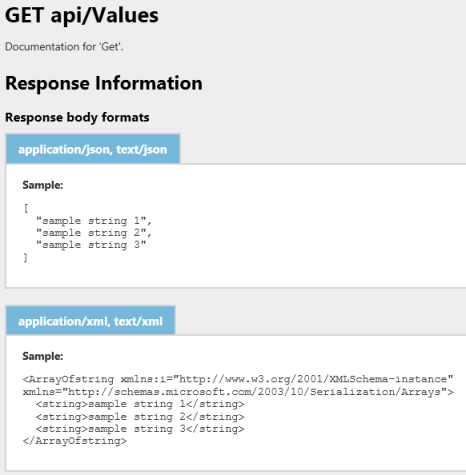 GET api/Values
Documentation for 'Get'.
Response Information
Response body formats
application/json, text/json
Sample:
[
  "sample string 1",
  "sample string 2",
  "sample string 3"
]
application/xml, text/xml
Sample:
<ArrayOfstring xmlns:i="http://www.w3.org/2001/XMLSchema-instance"
xmlns="http://schemas.microsoft.com/2003/10/Serialization/Arrays">
  <string>sample string 1</string>
  <string>sample string 2</string>
  <string>sample string 3</string>
</ArrayOfstring>